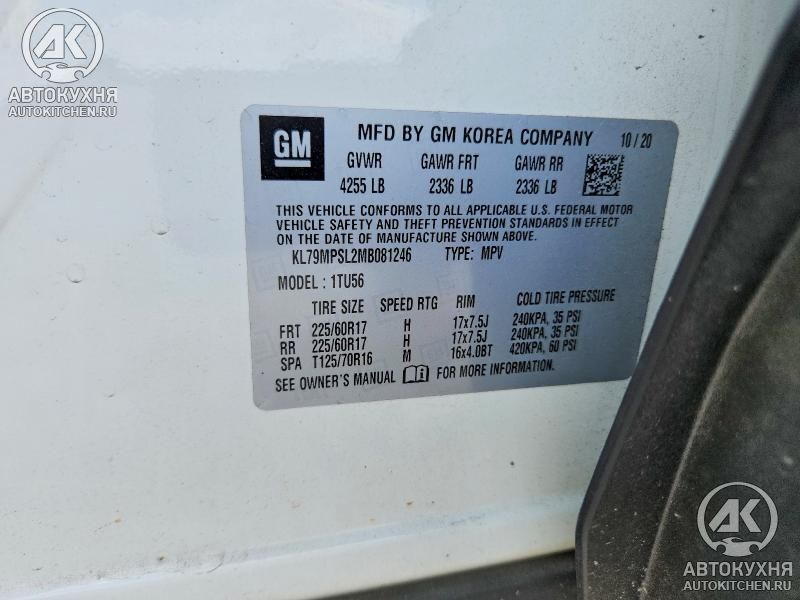 AK
АВТОКУХНЯ
AUTOKITCHEN.RU
GM
MFD BY GM KOREA COMPANY 10/20
GVWR GAWR FRT GAWR RR
4255 LB 2336 LB 2336 LB
THIS VEHICLE CONFORMS TO ALL APPLICABLE U.S. FEDERAL MOTOR
VEHICLE SAFETY AND THEFT PREVENTION STANDARDS IN EFFECT
ON THE DATE OF MANUFACTURE SHOWN ABOVE.
KL79MPSL2MB081246 TYPE: MPV
MODEL: 1TU56
TIRE SIZE SPEED RTG RIM COLD TIRE PRESSURE
FRT 225/60R17 H 17x7.5J 240KPA, 35 PSI
RR 225/60R17 H 17x7.5J 240KPA, 35 PSI
SPA T125/70R16 M 16x4.0BT 420KPA, 60 PSI
SEE OWNER'S MANUAL FOR MORE INFORMATION.
AK
АВТОКУХНЯ
AUTOKITCHEN.RU